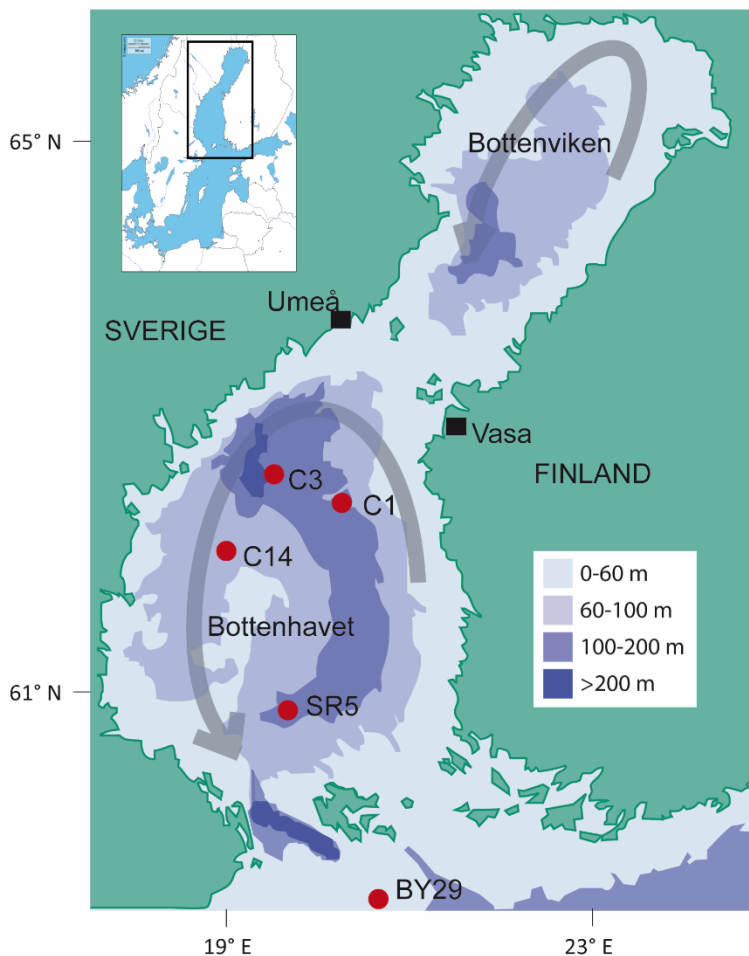 65° N
Bottenviken
Umeå
SVERIGE
Vasa
C3
FINLAND
C1
C14
0-60 m
60-100 m
Bottenhavet
100-200 m
>200 m
61° N
SR5
BY29
19° E
23° E